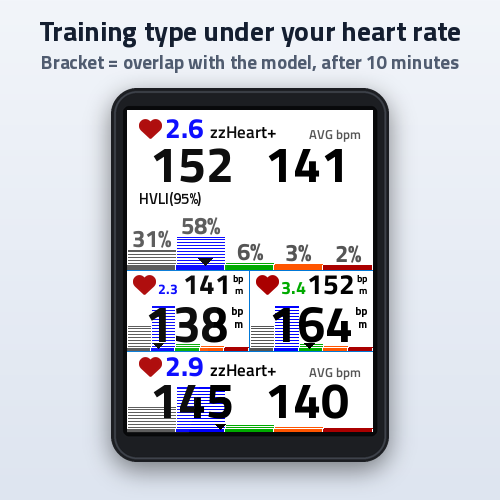 Training type under your heart rate
Bracket = overlap with the model, after 10 minutes
2.6 zzHeart+ AVG bpm
152 141
HVLI(95%)
31% 58% 6% 3% 2%
2.3 141 bpm 3.4 152 bpm
138 bpm 164 bpm
2.9 zzHeart+ AVG bpm
145 140